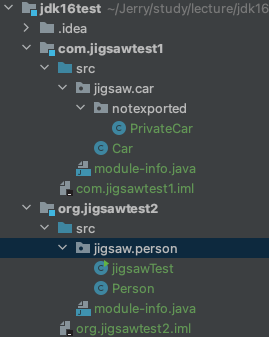 jdk16test ~/Jerry/study/lecture/jdk16
.idea
com.jigsawtest1
src
jigsaw.car
notexported
PrivateCar
Car
module-info.java
com.jigsawtest1.iml
org.jigsawtest2
src
jigsaw.person
jigsawTest
Person
module-info.java
org.jigsawtest2.iml